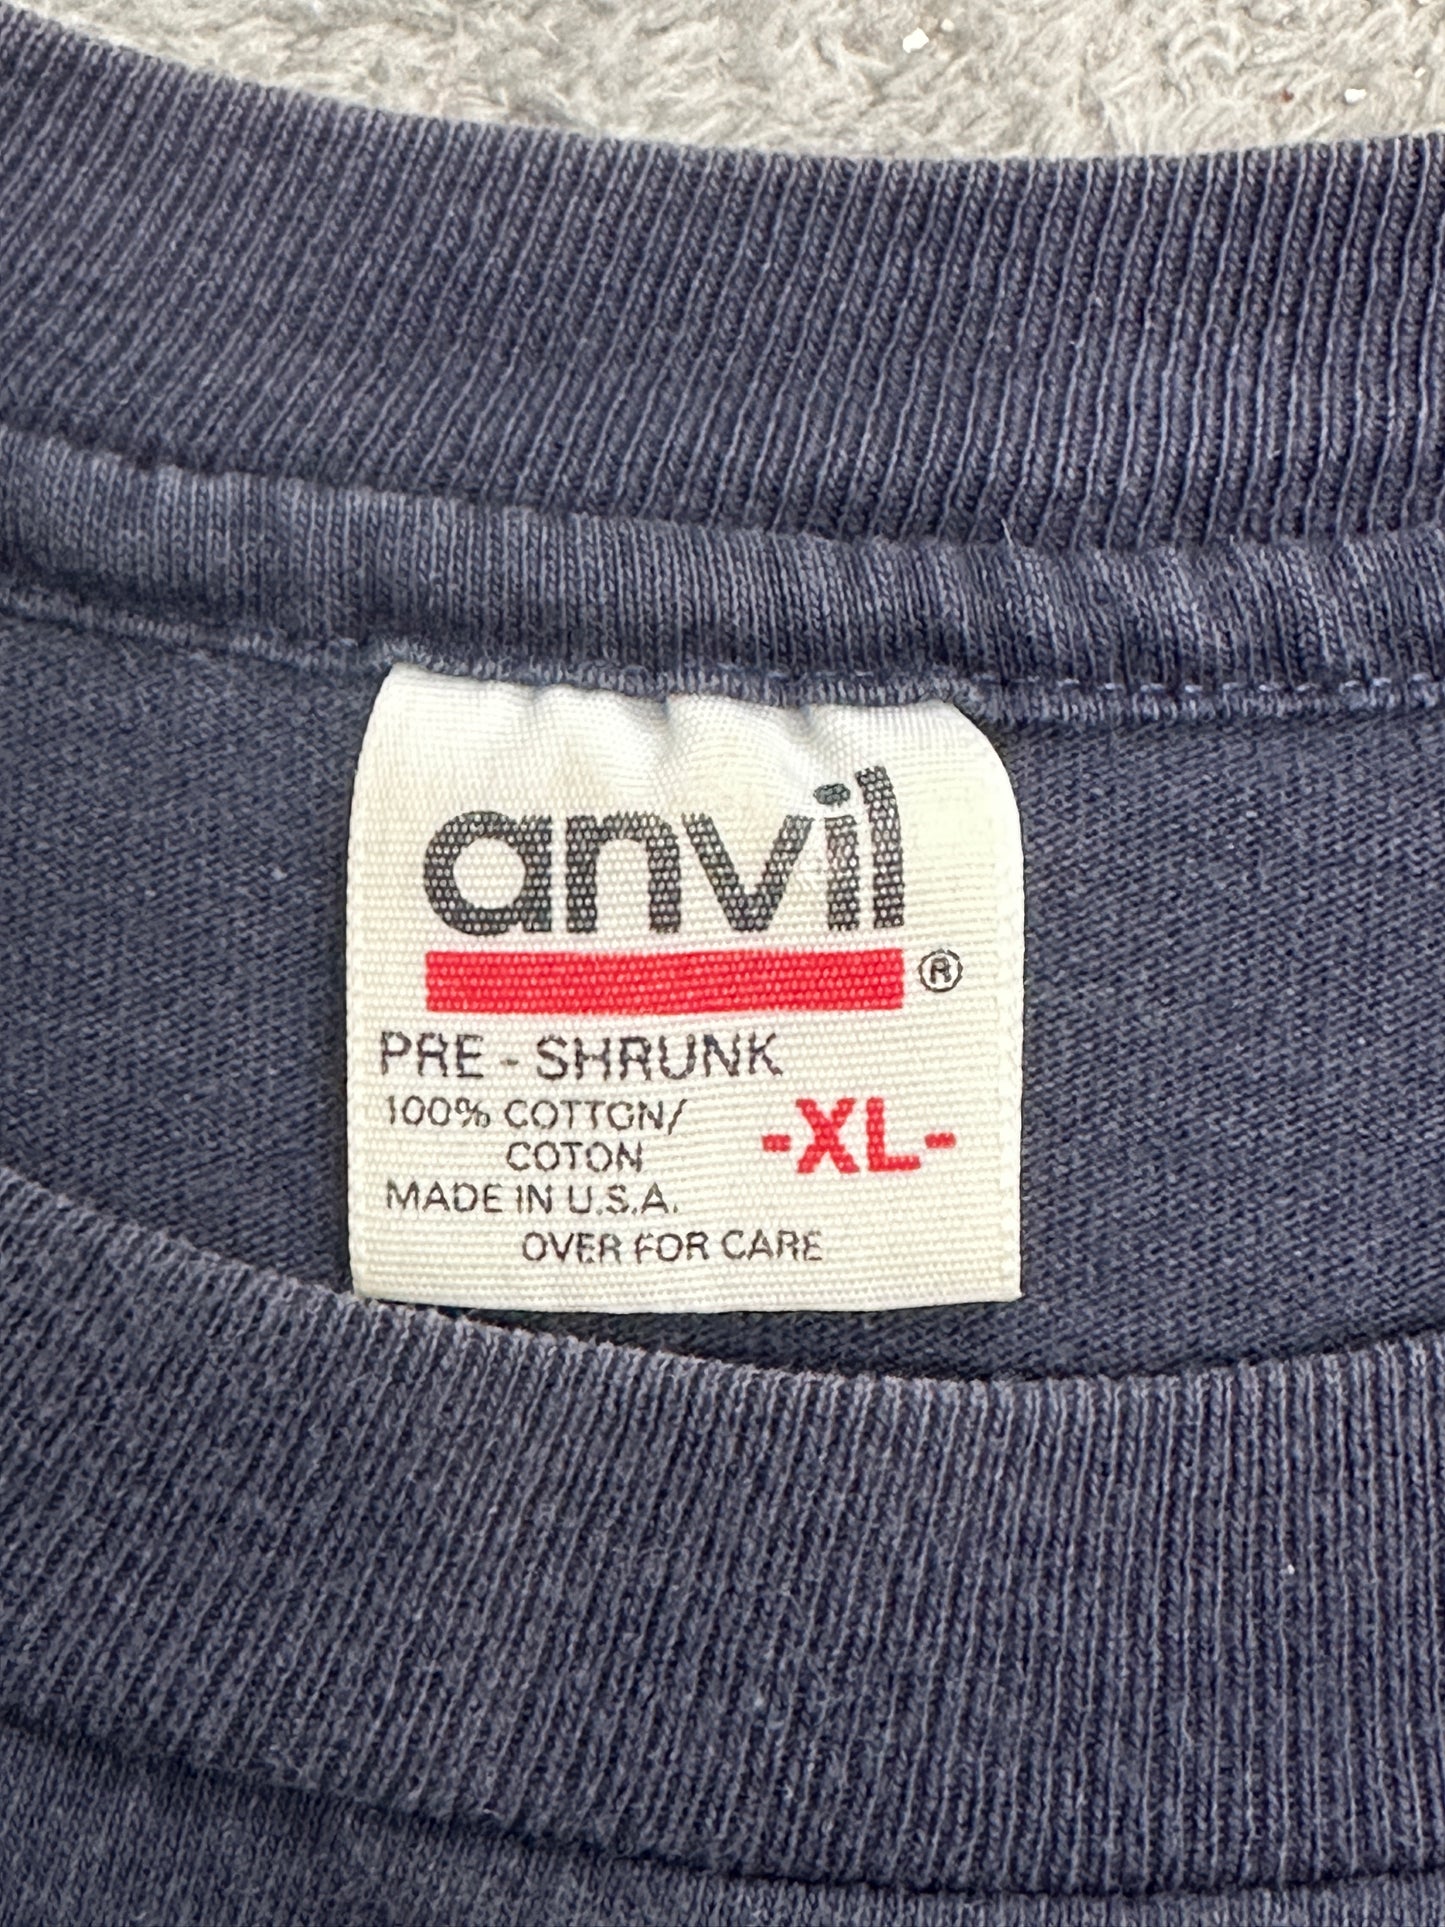 anvil
®
PRE-SHRUNK
100% COTTON/
COTON
-XL-
MADE IN U.S.A.
OVER FOR CARE